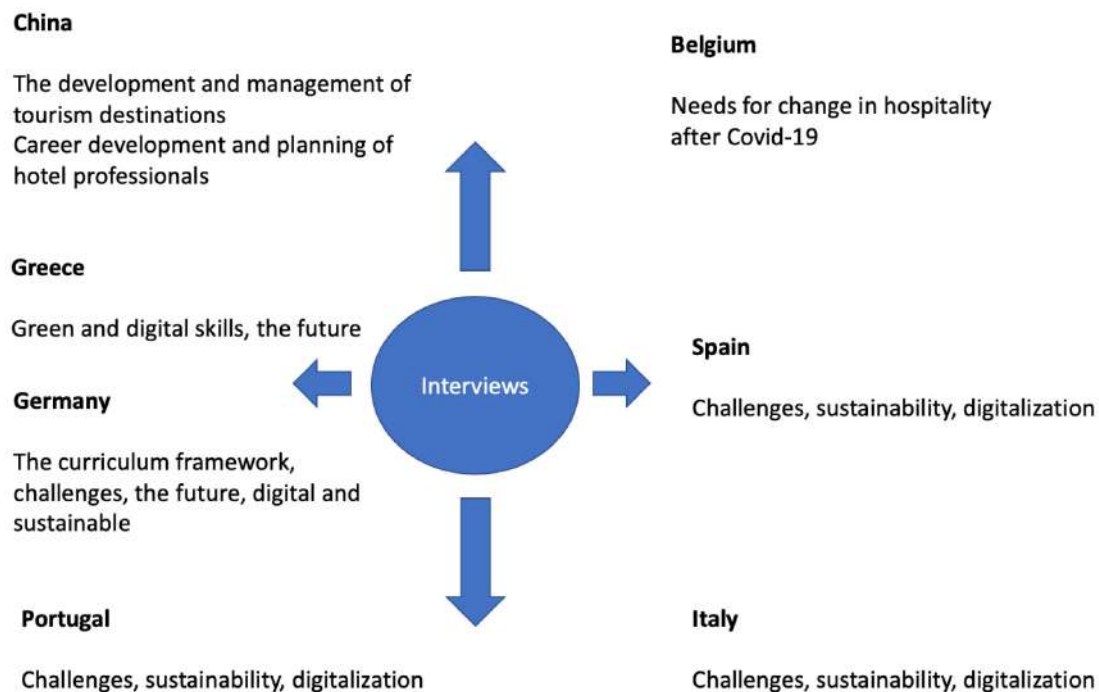 China
The development and management of
tourism destinations
Career development and planning of
hotel professionals
Belgium
Needs for change in hospitality
after Covid-19
Greece
Green and digital skills, the future
Germany
The curriculum framework,
challenges, the future, digital and
sustainable
Interviews
Spain
Challenges, sustainability, digitalization
Portugal
Challenges, sustainability, digitalization
Italy
Challenges, sustainability, digitalization